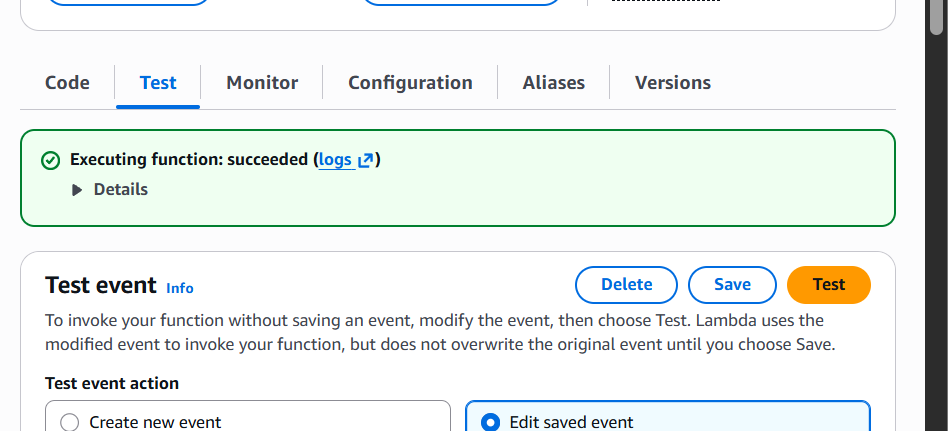 Code Test Monitor Configuration Aliases Versions
Executing function: succeeded (logs)
Details
Test event Info Delete Save Test
To invoke your function without saving an event, modify the event, then choose Test. Lambda uses the
modified event to invoke your function, but does not overwrite the original event until you choose Save.
Test event action
Create new event Edit saved event